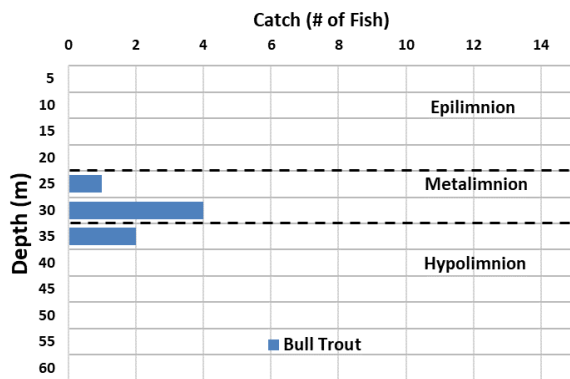 Catch (# of Fish)
0 2 4 6 8 10 12 14
Depth (m)
5
10
15
20
25
30
35
40
45
50
55
60
Epilimnion
Metalimnion
Hypolimnion
Bull Trout